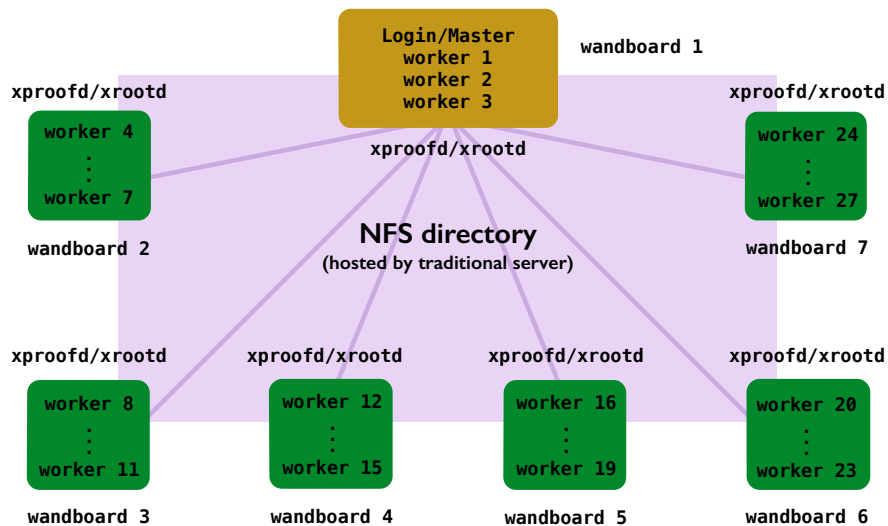 Login/Master
worker 1
worker 2
worker 3
wandboard 1
xproofd/xrootd
worker 4
.
.
.
worker 7
wandboard 2
xproofd/xrootd
xproofd/xrootd
worker 24
.
.
.
worker 27
wandboard 7
NFS directory
(hosted by traditional server)
xproofd/xrootd
worker 8
.
.
.
worker 11
wandboard 3
xproofd/xrootd
worker 12
.
.
.
worker 15
wandboard 4
xproofd/xrootd
worker 16
.
.
.
worker 19
wandboard 5
xproofd/xrootd
worker 20
.
.
.
worker 23
wandboard 6